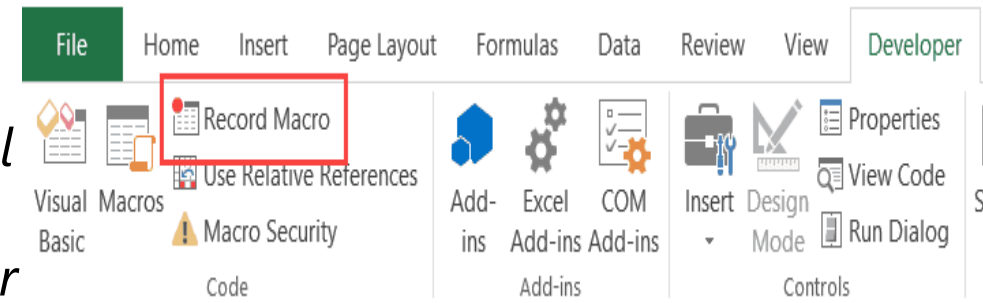 File Home Insert Page Layout Formulas Data Review View Developer
Record Macro
Properties
l
Use Relative References
View Code
Visual Basic
Macros
Add-ins
Excel Add-ins
COM Add-ins
Insert
Design Mode
S
Macro Security
Run Dialog
r
Code
Add-ins
Controls